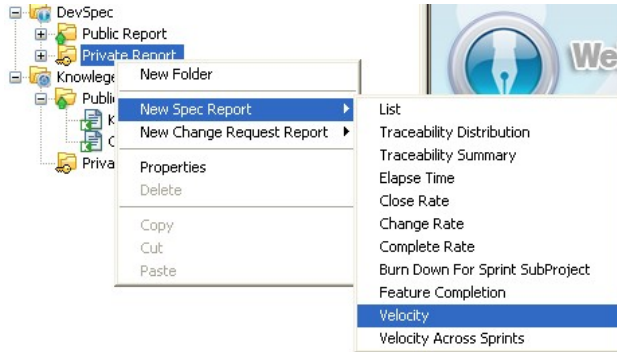 DevSpec
Public Report
Private Report
Knowlege
Publi
K
C
Priva
We
New Folder
New Spec Report
New Change Request Report
Properties
Delete
Copy
Cut
Paste
List
Traceability Distribution
Traceability Summary
Elapse Time
Close Rate
Change Rate
Complete Rate
Burn Down For Sprint SubProject
Feature Completion
Velocity
Velocity Across Sprints